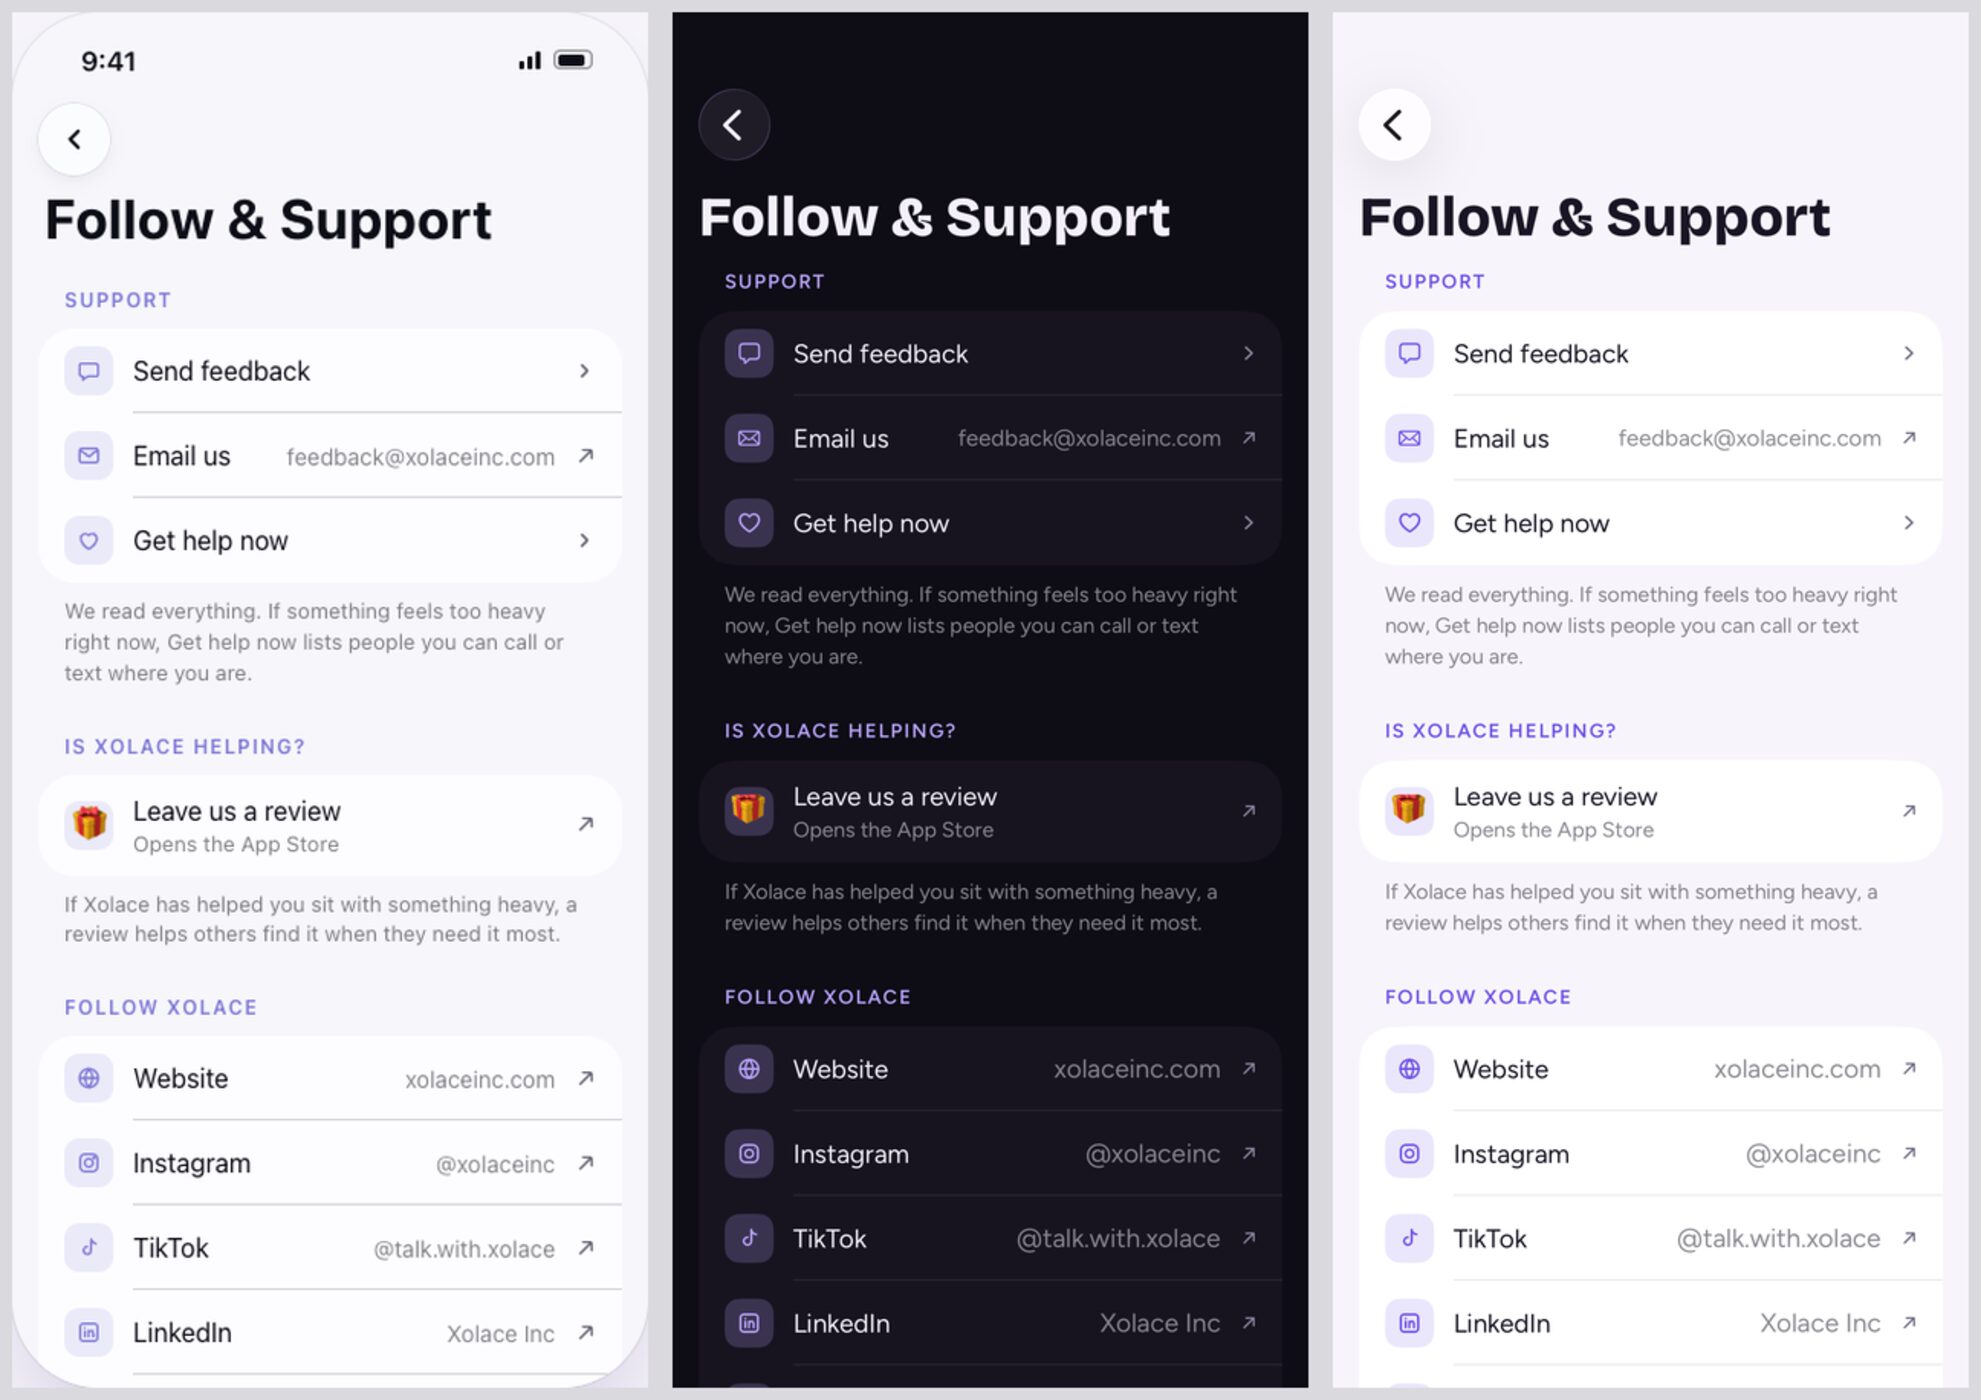 9:41
Follow & Support
SUPPORT
Send feedback
Email us feedback@xolaceinc.com
Get help now
We read everything. If something feels too heavy
right now, Get help now lists people you can call or
text where you are.
IS XOLACE HELPING?
Leave us a review
Opens the App Store
If Xolace has helped you sit with something heavy, a
review helps others find it when they need it most.
FOLLOW XOLACE
Website xolaceinc.com
Instagram @xolaceinc
TikTok @talk.with.xolace
LinkedIn Xolace Inc
Follow & Support
SUPPORT
Send feedback
Email us feedback@xolaceinc.com
Get help now
We read everything. If something feels too heavy right
now, Get help now lists people you can call or text
where you are.
IS XOLACE HELPING?
Leave us a review
Opens the App Store
If Xolace has helped you sit with something heavy, a
review helps others find it when they need it most.
FOLLOW XOLACE
Website xolaceinc.com
Instagram @xolaceinc
TikTok @talk.with.xolace
LinkedIn Xolace Inc
Follow & Support
SUPPORT
Send feedback
Email us feedback@xolaceinc.com
Get help now
We read everything. If something feels too heavy right
now, Get help now lists people you can call or text
where you are.
IS XOLACE HELPING?
Leave us a review
Opens the App Store
If Xolace has helped you sit with something heavy, a
review helps others find it when they need it most.
FOLLOW XOLACE
Website xolaceinc.com
Instagram @xolaceinc
TikTok @talk.with.xolace
LinkedIn Xolace Inc